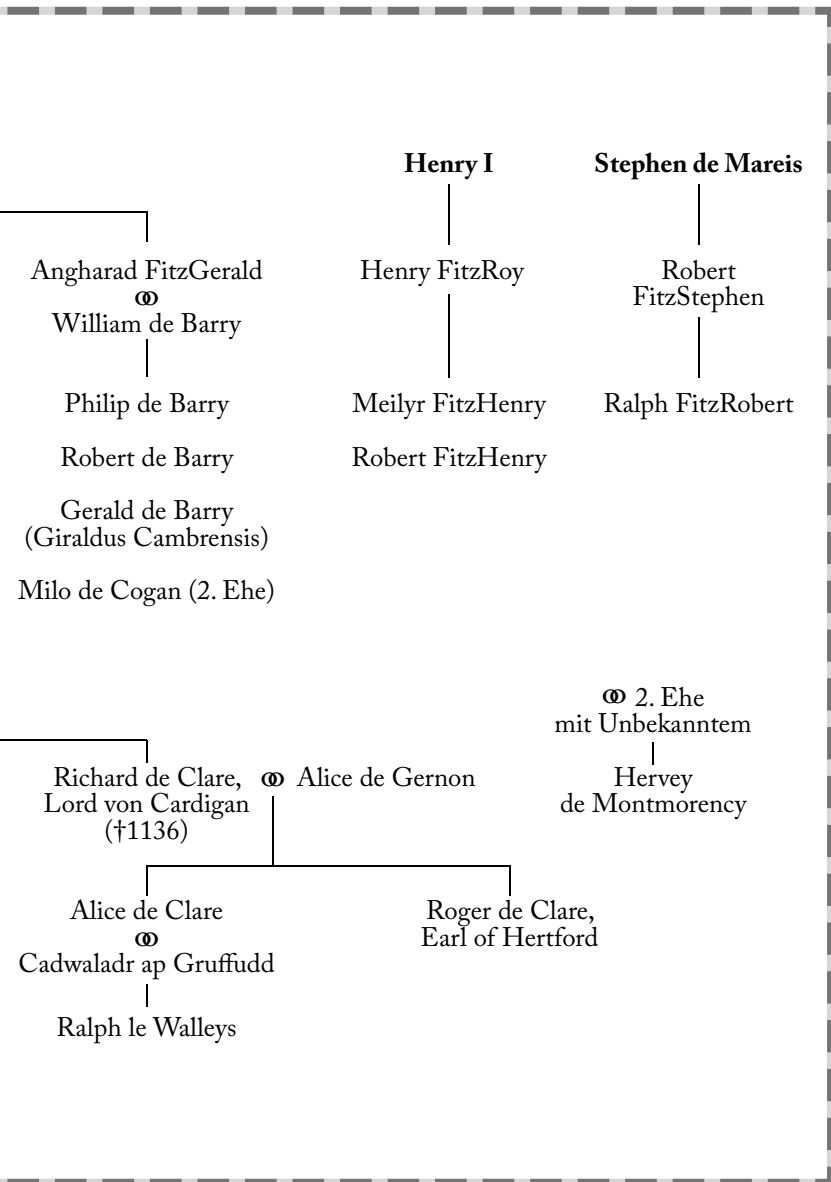 Henry I
Stephen de Mareis
Angharad FitzGerald
⚭
William de Barry
Henry FitzRoy
Robert
FitzStephen
Philip de Barry
Meilyr FitzHenry
Ralph FitzRobert
Robert de Barry
Robert FitzHenry
Gerald de Barry
(Giraldus Cambrensis)
Milo de Cogan (2. Ehe)
⚭ 2. Ehe
mit Unbekanntem
Hervey
de Montmorency
Richard de Clare, ⚭ Alice de Gernon
Lord von Cardigan
(†1136)
Alice de Clare
⚭
Cadwaladr ap Gruffudd
Roger de Clare,
Earl of Hertford
Ralph le Walleys